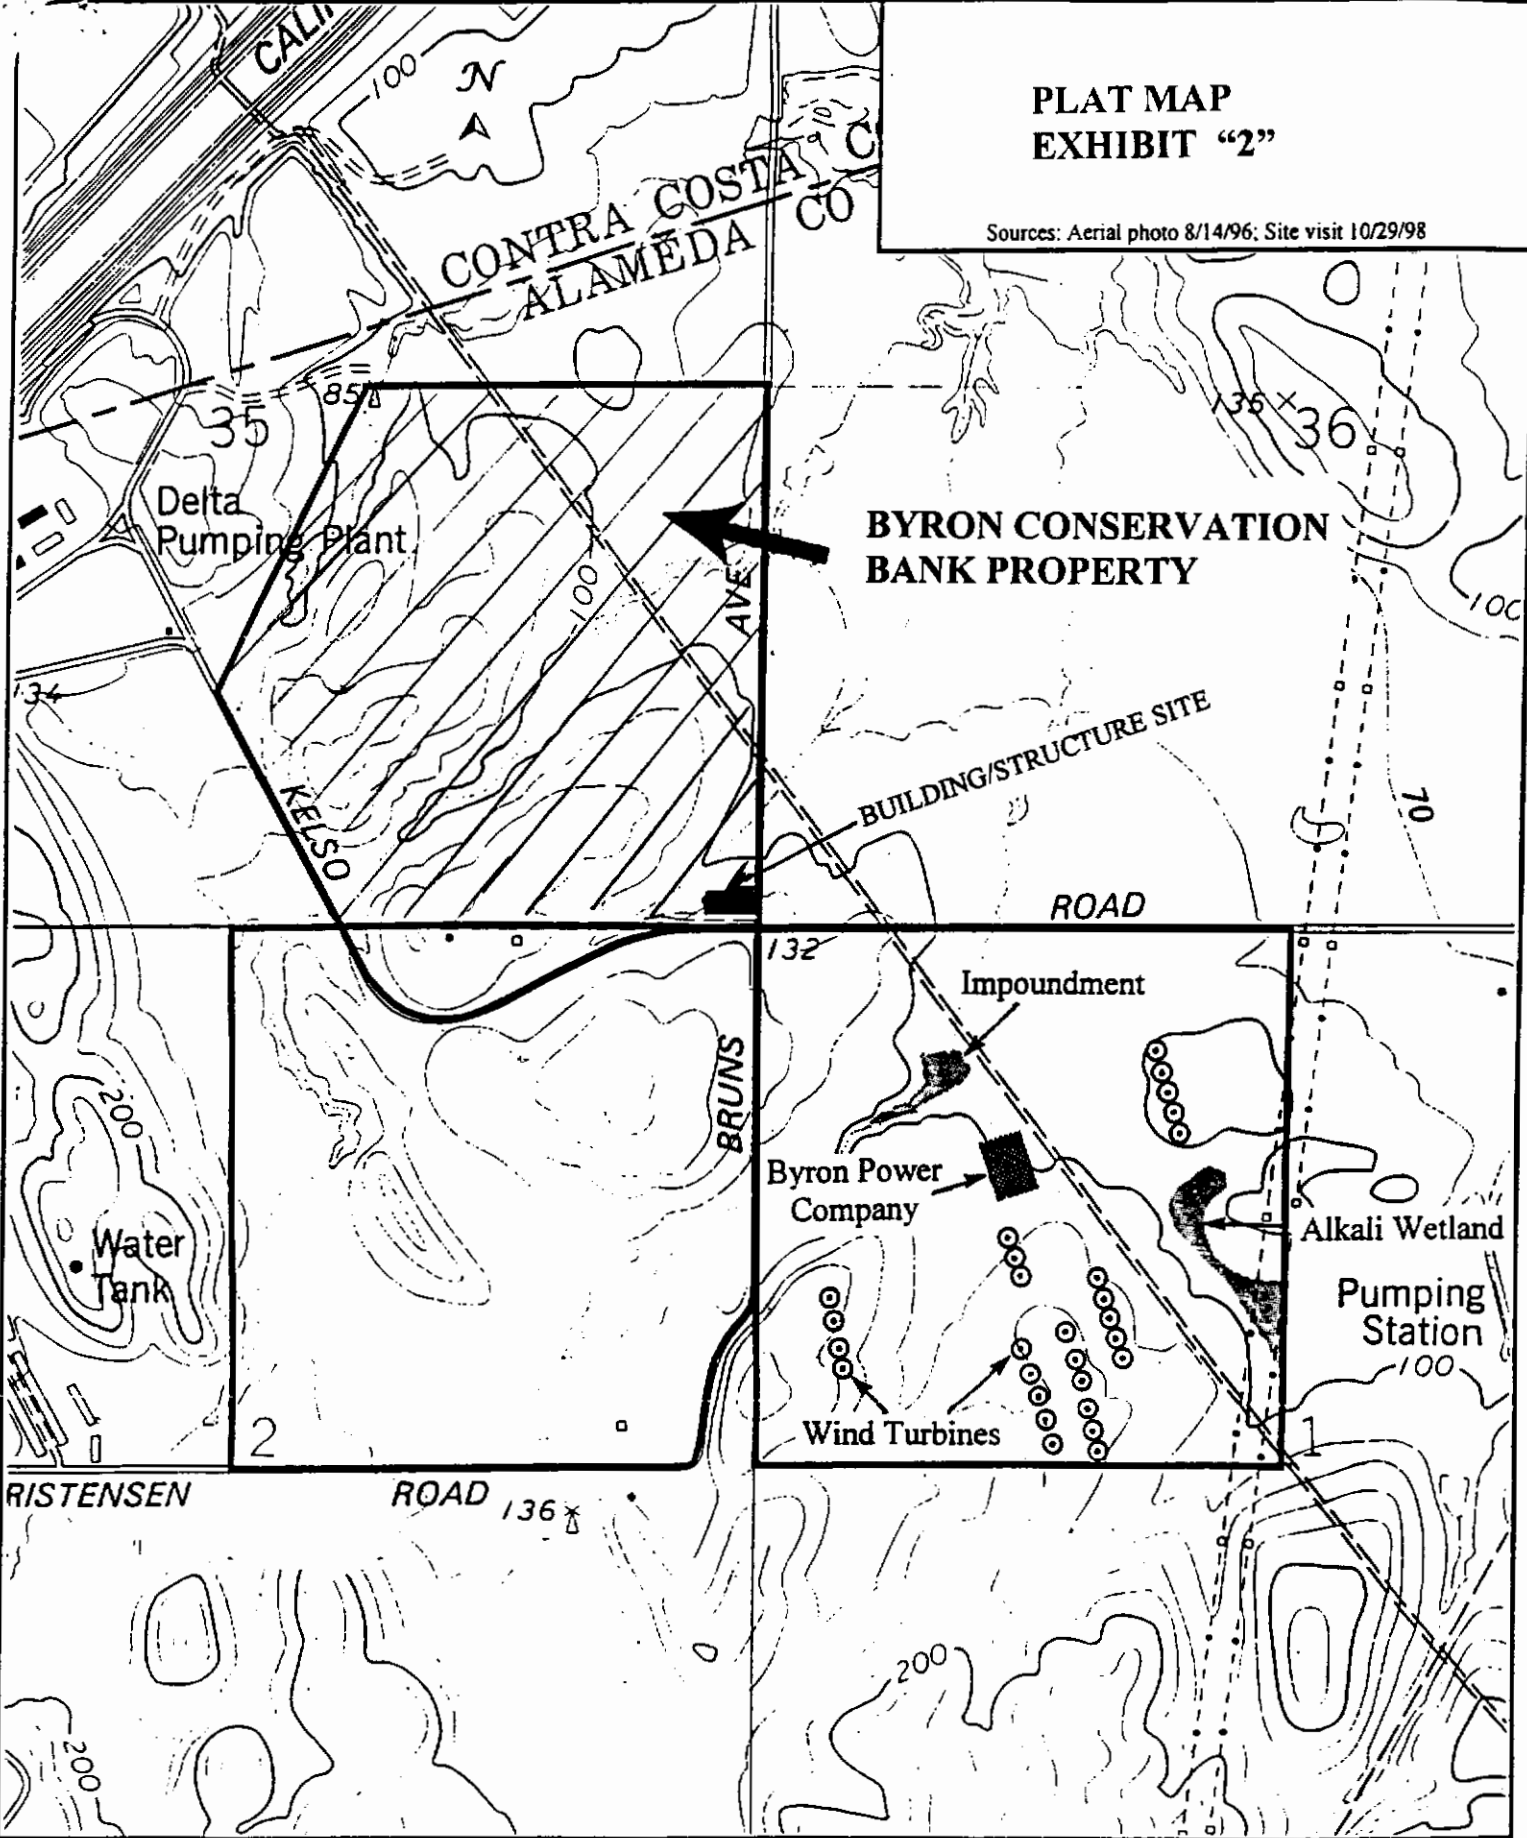 CALIF
100
N
PLAT MAP
EXHIBIT “2”
Sources: Aerial photo 8/14/96; Site visit 10/29/98
CONTRA COSTA C
ALAMEDA CO
85
35
36
Delta
Pumping Plant
BYRON CONSERVATION
BANK PROPERTY
100
AVE
100
134
BUILDING/STRUCTURE SITE
KELSO
70
ROAD
132
Impoundment
BRUNS
200
Byron Power
Company
Alkali Wetland
Water
Tank
Pumping
Station
100
Wind Turbines
2
1
RISTENSEN
ROAD
136
200
200